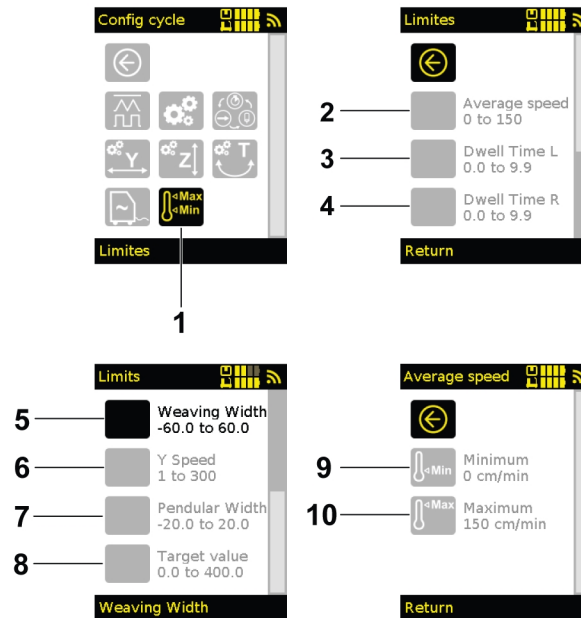 Config cycle
Y
Z
T
~
Max
Min
Limites
1
Limites
2
Average speed
0 to 150
3
Dwell Time L
0.0 to 9.9
4
Dwell Time R
0.0 to 9.9
Return
Limits
5
Weaving Width
-60.0 to 60.0
6
Y Speed
1 to 300
7
Pendular Width
-20.0 to 20.0
8
Target value
0.0 to 400.0
Weaving Width
Average speed
9
Min
Minimum
0 cm/min
10
Max
Maximum
150 cm/min
Return